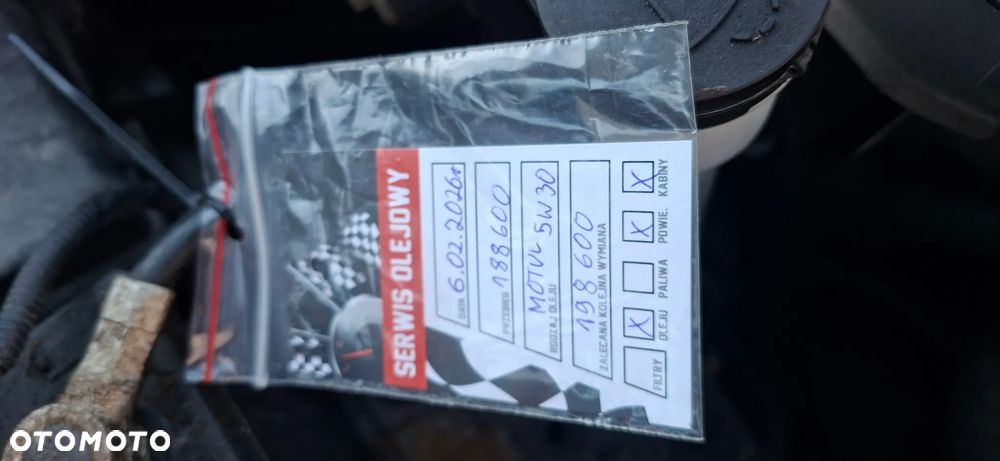 SERWIS OLEJOWY
DATA 6.02.2026r
PRZEBIEG 188600
RODZAJ OLEJU MOTUL 5W30
198600
ZALECANA KOLEJNA WYMIANA
FILTRY X X X
OLEJU PALIWA POWIE. KABINY
OTOMOTO